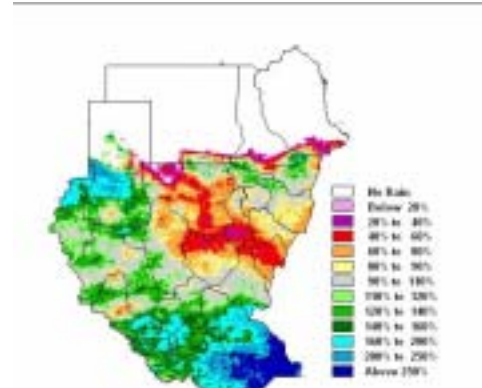 No Rain
Below 20%
20% to 40%
40% to 60%
60% to 80%
80% to 90%
90% to
110% to 120%
120% to 140%
140% to 160%
160% to 200%
200% to 250%
Above 250%